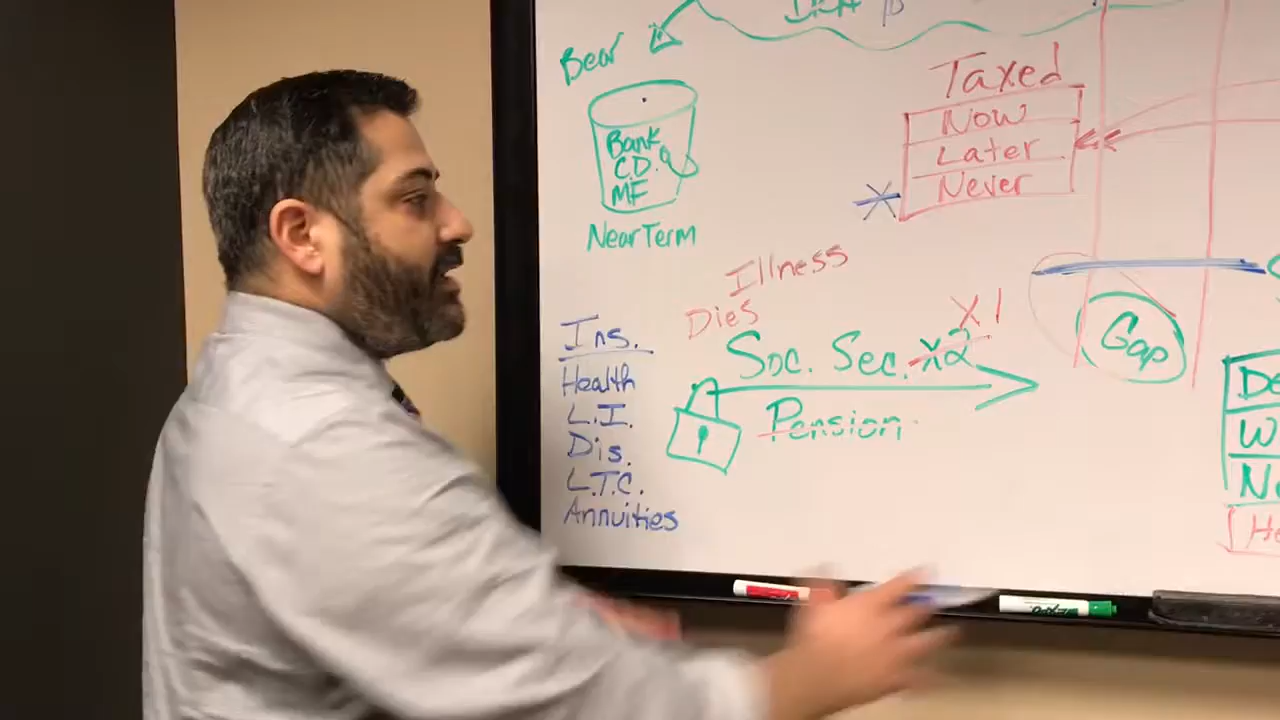 Bear
Bank
C.D.
MF
Near Term
Taxed
Now
Later
Never
Illness
Dies
x1
Soc. Sec. x2
Pension
Gap
Ins.
Health
L.I.
Dis.
L.T.C.
Annuities